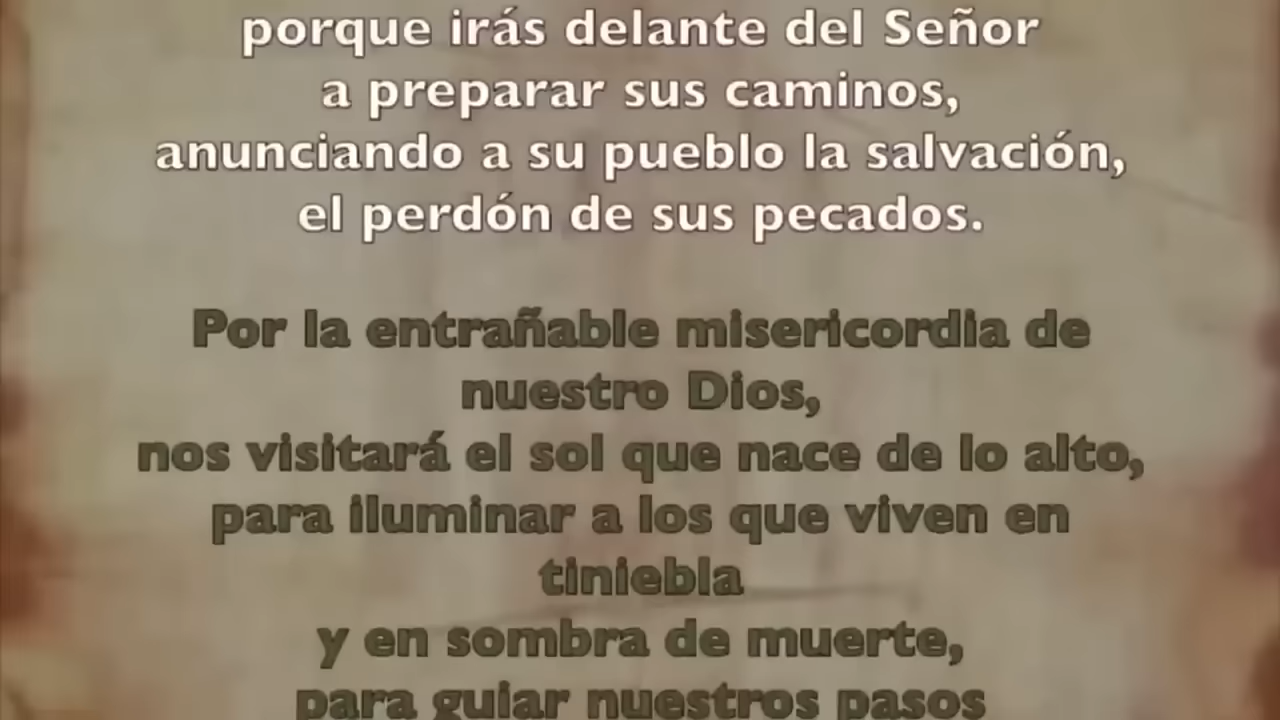 porque irás delante del Señor
a preparar sus caminos,
anunciando a su pueblo la salvación,
el perdón de sus pecados.
Por la entrañable misericordia de
nuestro Dios,
nos visitará el sol que nace de lo alto,
para iluminar a los que viven en
tiniebla
y en sombra de muerte,
para guiar nuestros pasos